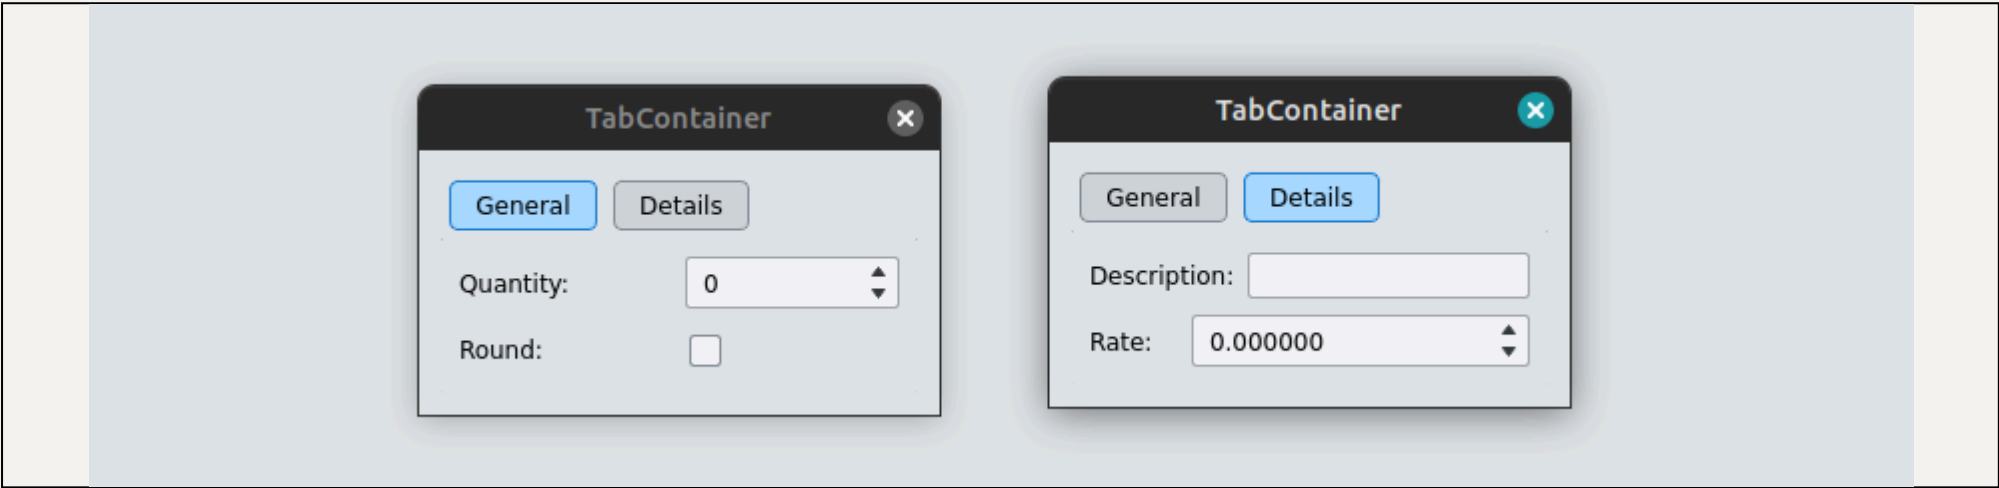 TabContainer
General Details
Quantity: 0
Round:
TabContainer
General Details
Description:
Rate: 0.000000